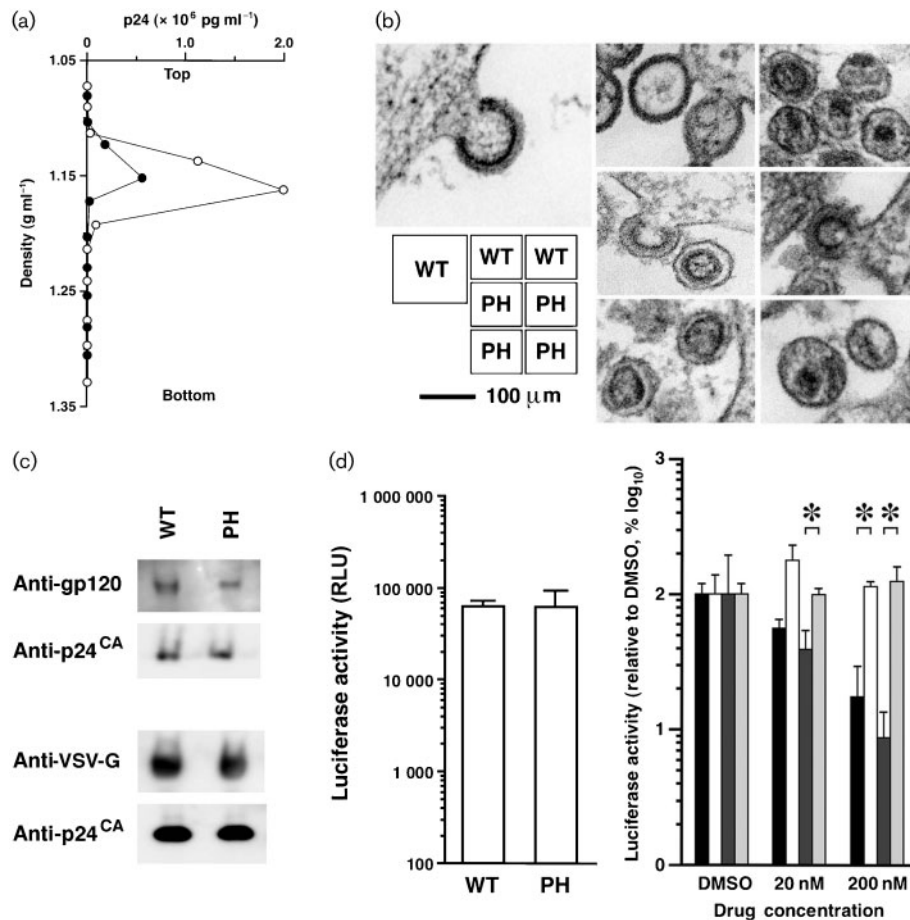 (a)
p24 (× 10⁶ pg ml⁻¹)
0 1.0 2.0
Top
1.05
1.15
1.25
1.35
Density (g ml⁻¹)
Bottom
(b)
WT WT WT
PH PH
PH PH
100 μm
(c)
WT PH
Anti-gp120
Anti-p24ᶜᴬ
Anti-VSV-G
Anti-p24ᶜᴬ
(d)
Luciferase activity (RLU)
1 000 000
100 000
10 000
1 000
100
WT PH
Luciferase activity (relative to DMSO, % log₁₀)
3
2
1
0
* * *
DMSO 20 nM 200 nM
Drug concentration